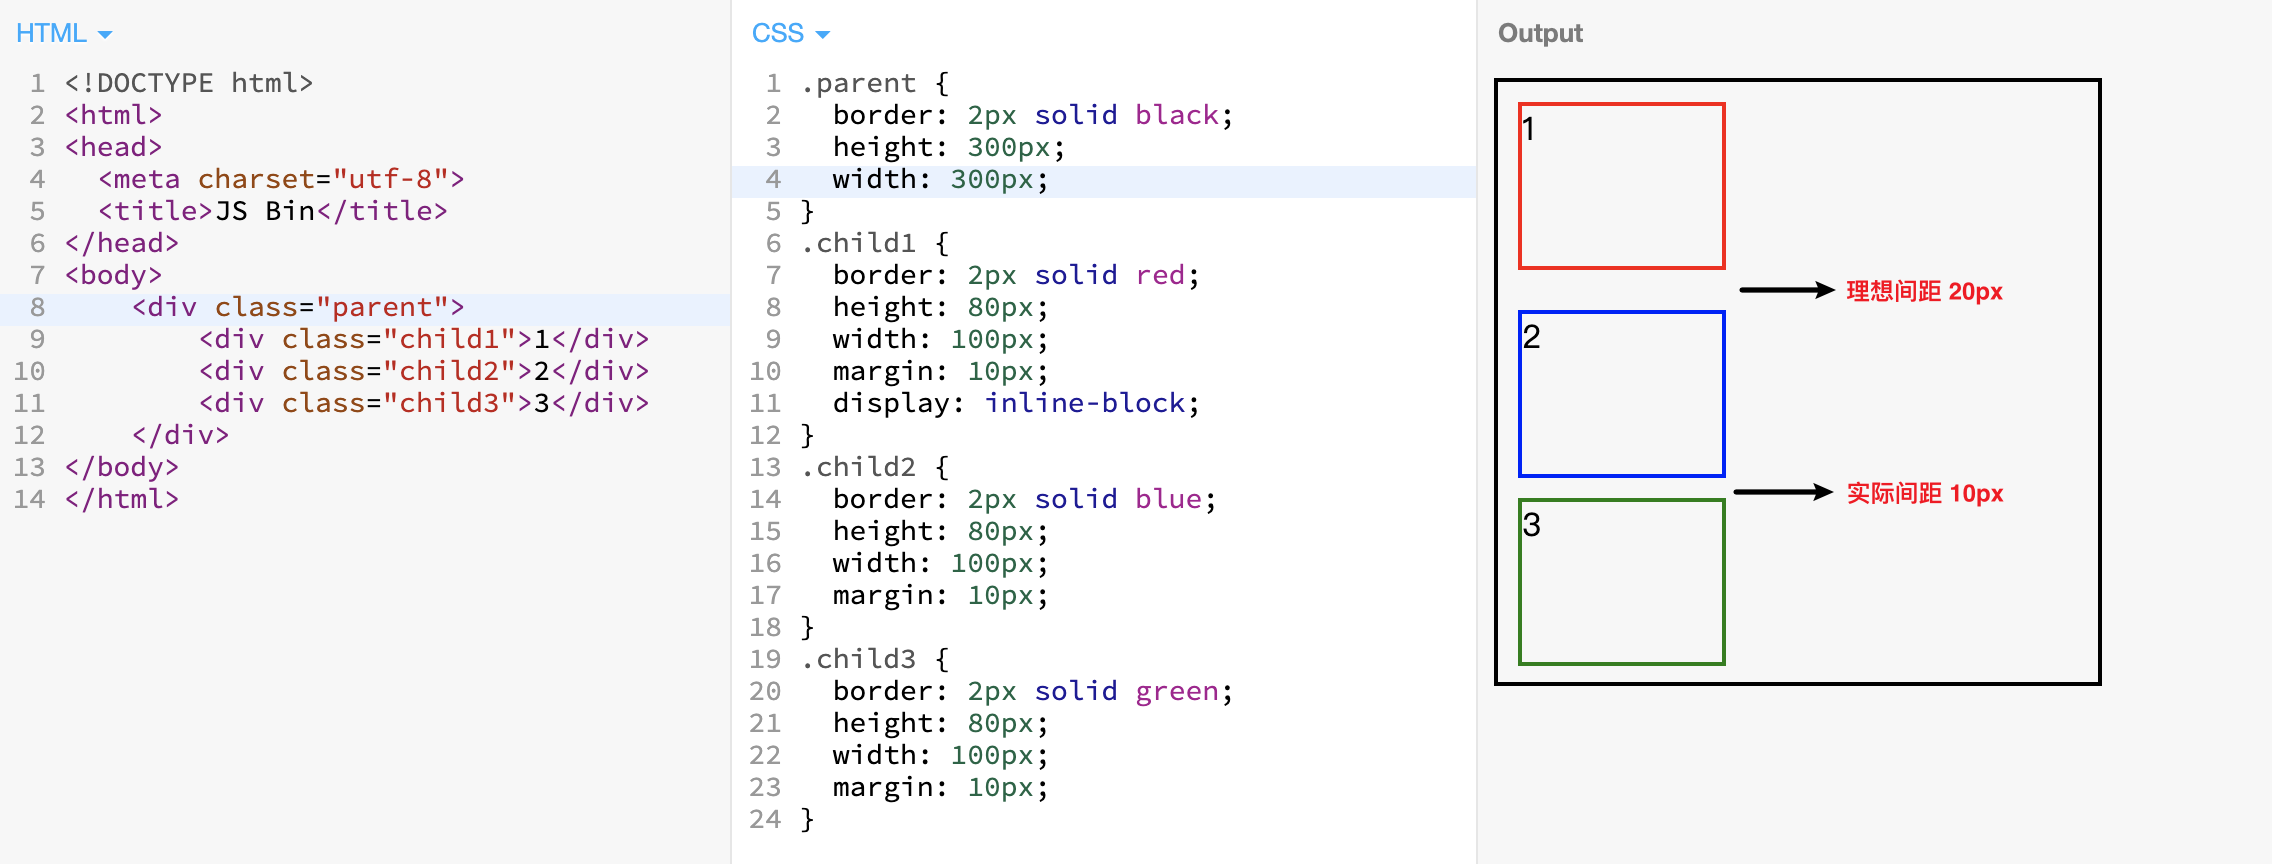 HTML
1 <!DOCTYPE html>
2 <html>
3 <head>
4   <meta charset="utf-8">
5   <title>JS Bin</title>
6 </head>
7 <body>
8     <div class="parent">
9         <div class="child1">1</div>
10         <div class="child2">2</div>
11         <div class="child3">3</div>
12     </div>
13 </body>
14 </html>
CSS
1 .parent {
2   border: 2px solid black;
3   height: 300px;
4   width: 300px;
5 }
6 .child1 {
7   border: 2px solid red;
8   height: 80px;
9   width: 100px;
10   margin: 10px;
11   display: inline-block;
12 }
13 .child2 {
14   border: 2px solid blue;
15   height: 80px;
16   width: 100px;
17   margin: 10px;
18 }
19 .child3 {
20   border: 2px solid green;
21   height: 80px;
22   width: 100px;
23   margin: 10px;
24 }
Output
1
理想间距 20px
2
实际间距 10px
3